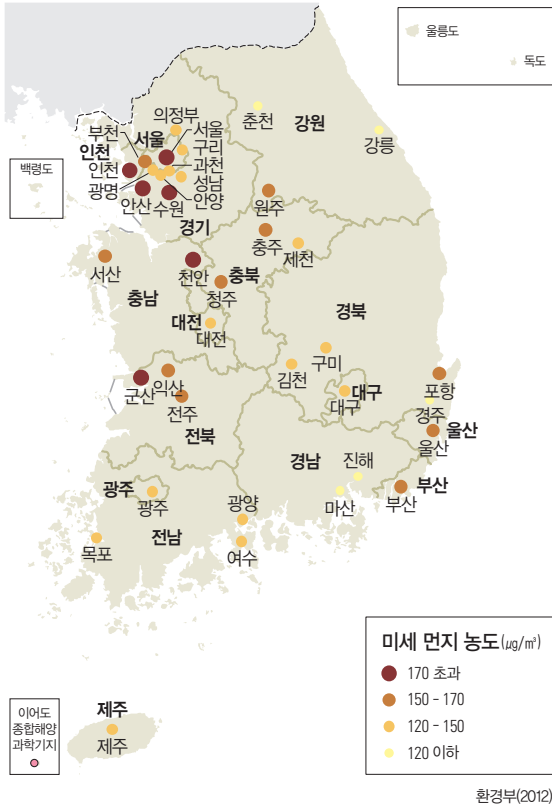 울릉도
독도
백령도
의정부
부천
서울
서울
구리
인천
인천
과천
성남
광명
안양
안산
수원
경기
춘천
강원
강릉
원주
충주
제천
서산
천안
충북
청주
충남
대전
대전
경북
구미
김천
대구
대구
포항
경주
울산
울산
군산
익산
전주
전북
경남
진해
마산
부산
부산
광주
광주
전남
광양
여수
목포
제주
제주
이어도
종합해양
과학기지
미세 먼지 농도(㎍/㎥)
170 초과
150 - 170
120 - 150
120 이하
환경부(2012)